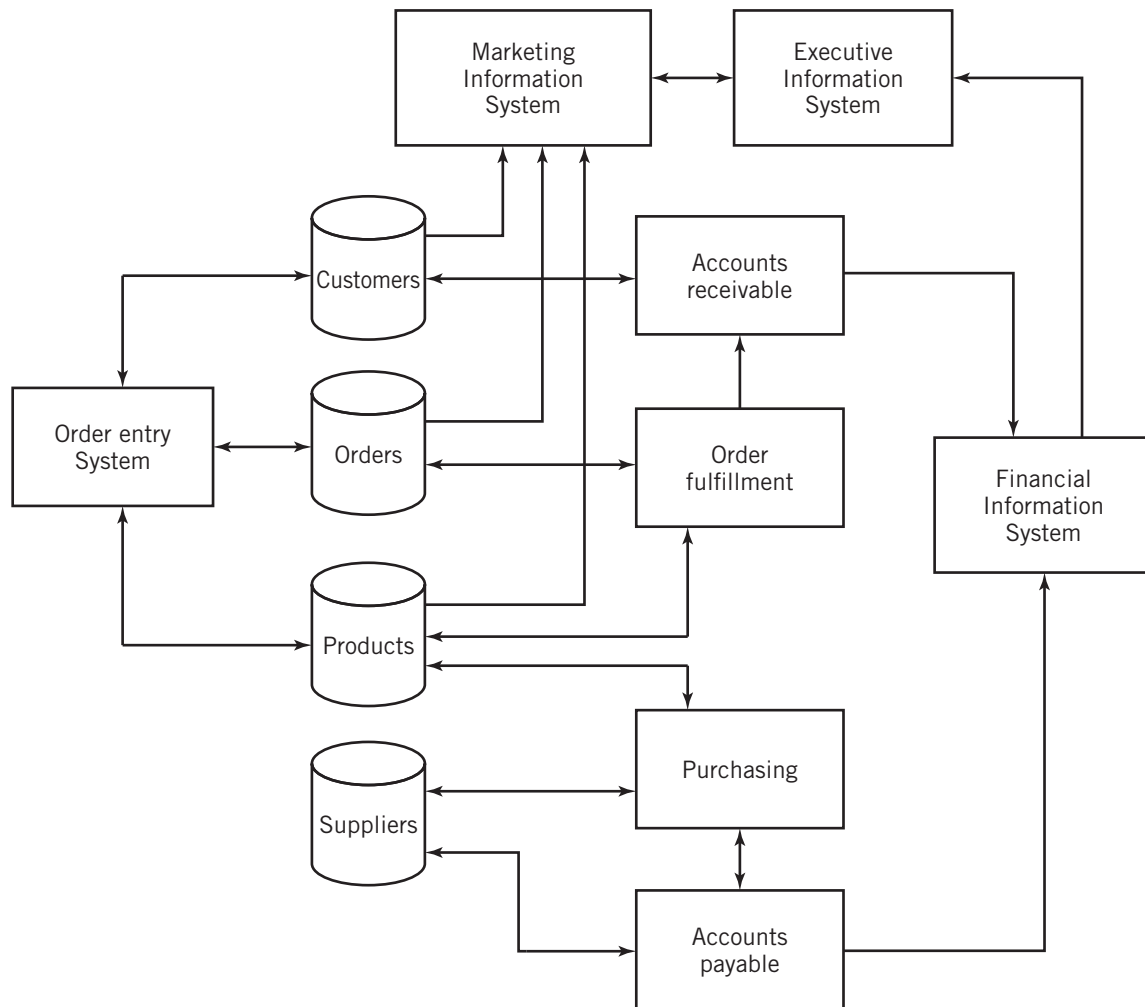 Marketing
Information
System
Executive
Information
System
Customers
Accounts
receivable
Order entry
System
Orders
Order
fulfillment
Financial
Information
System
Products
Purchasing
Suppliers
Accounts
payable